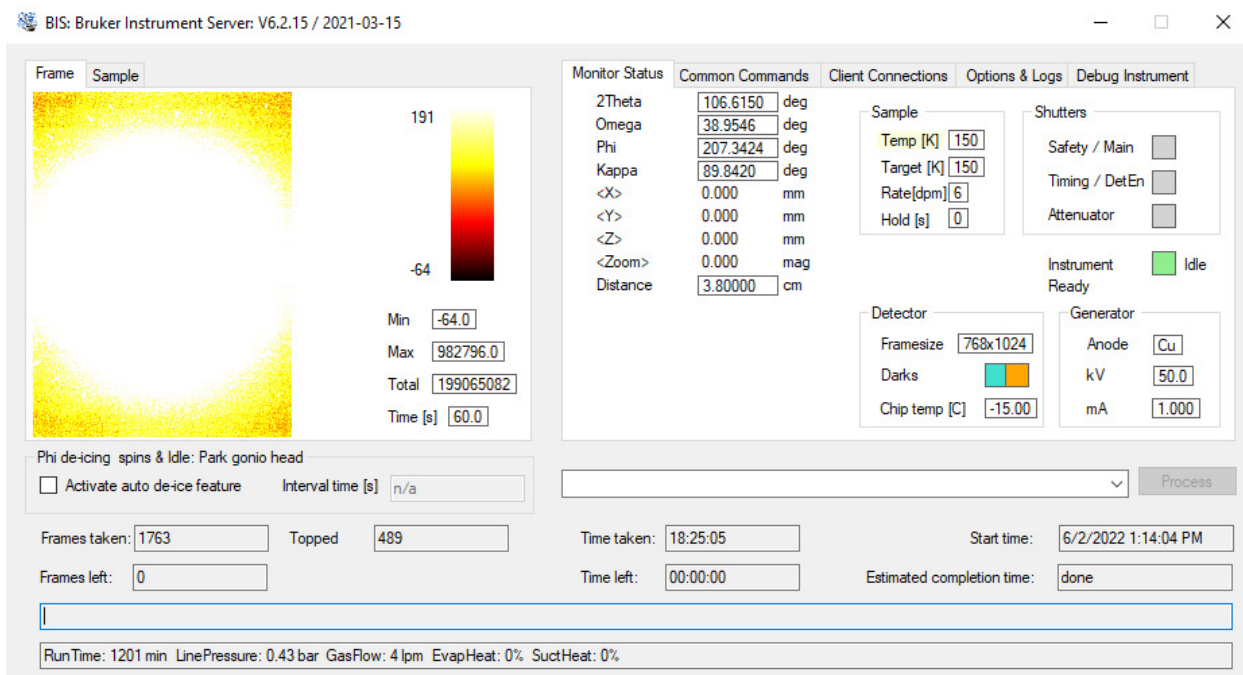 BIS: Bruker Instrument Server: V6.2.15 / 2021-03-15
Frame Sample
191
-64
Min -64.0
Max 982796.0
Total 199065082
Time [s] 60.0
Monitor Status Common Commands Client Connections Options & Logs Debug Instrument
2Theta 106.6150 deg
Omega 38.9546 deg
Phi 207.3424 deg
Kappa 89.8420 deg
<X> 0.000 mm
<Y> 0.000 mm
<Z> 0.000 mm
<Zoom> 0.000 mag
Distance 3.80000 cm
Sample
Temp [K] 150
Target [K] 150
Rate[dpm] 6
Hold [s] 0
Shutters
Safety / Main
Timing / DetEn
Attenuator
Instrument Idle
Ready
Detector
Framesize 768x1024
Darks
Chip temp [C] -15.00
Generator
Anode Cu
kV 50.0
mA 1.000
Phi de-icing spins & Idle: Park gonio head
Activate auto de-ice feature Interval time [s] n/a
Process
Frames taken: 1763 Topped 489 Time taken: 18:25:05 Start time: 6/2/2022 1:14:04 PM
Frames left: 0 Time left: 00:00:00 Estimated completion time: done
RunTime: 1201 min LinePressure: 0.43 bar GasFlow: 4 lpm EvapHeat: 0% SuctHeat: 0%